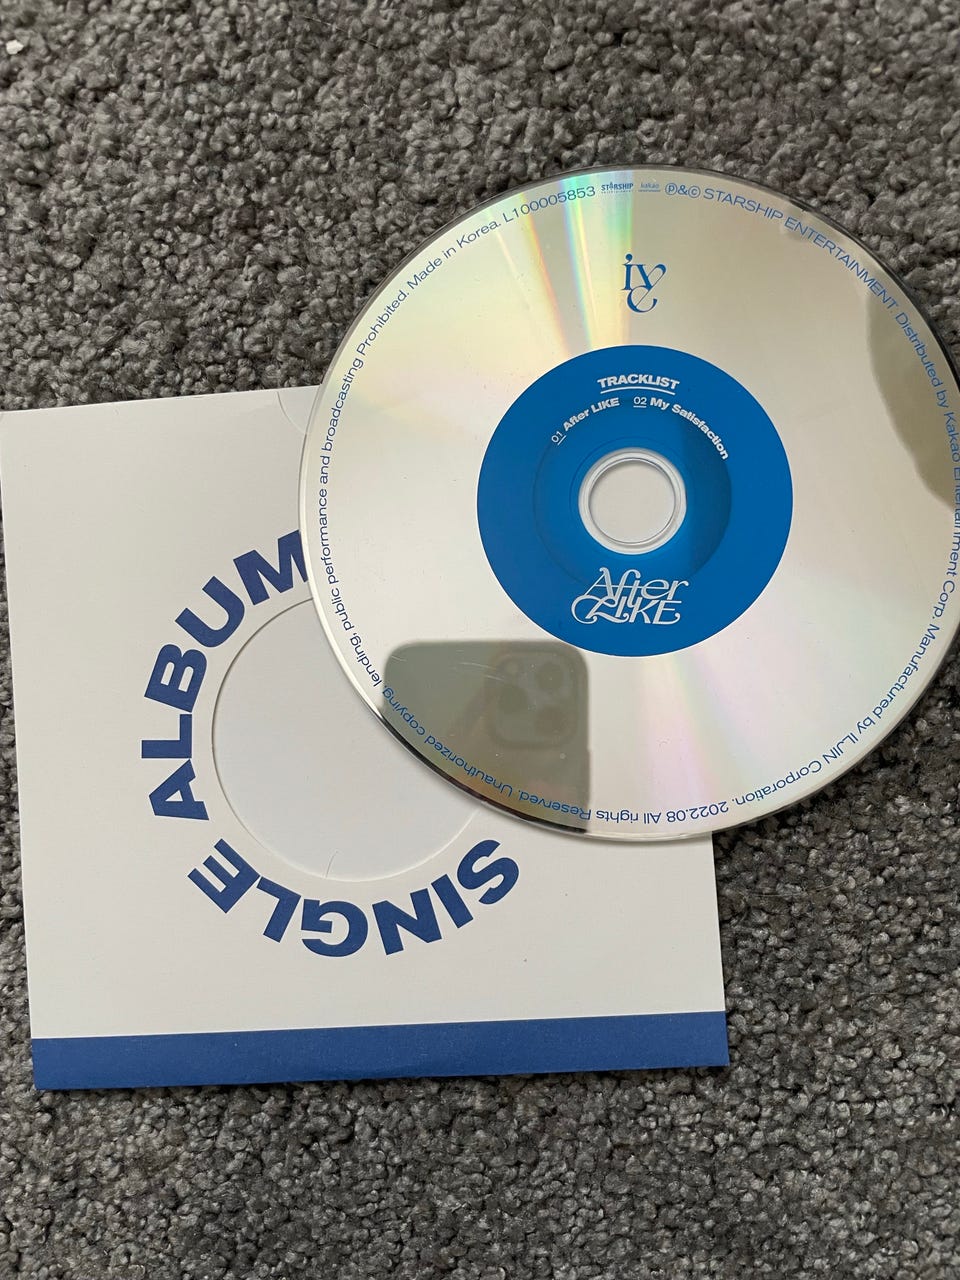 Unauthorized copying, lending, public performance and broadcasting Prohibited. Made in Korea. L100005853 STARSHIP ENTERTAINMENT kakao entertainment ℗&© STARSHIP ENTERTAINMENT. Distributed by Kakao Entertainment Corp. Manufactured by ILJIN Corporation. 2022.08 All rights Reserved.
ive
TRACKLIST
01 After LIKE 02 My Satisfaction
After
LIKE
SINGLE ALBUM